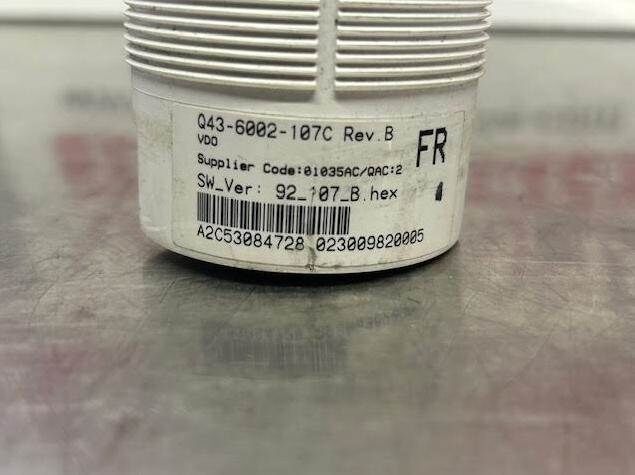 Q43-6002-107C Rev.B
VDO
FR
Supplier Code:01035AC/QAC:2
SW_Ver: 92_107_B.hex
A2C53084728 023009820005